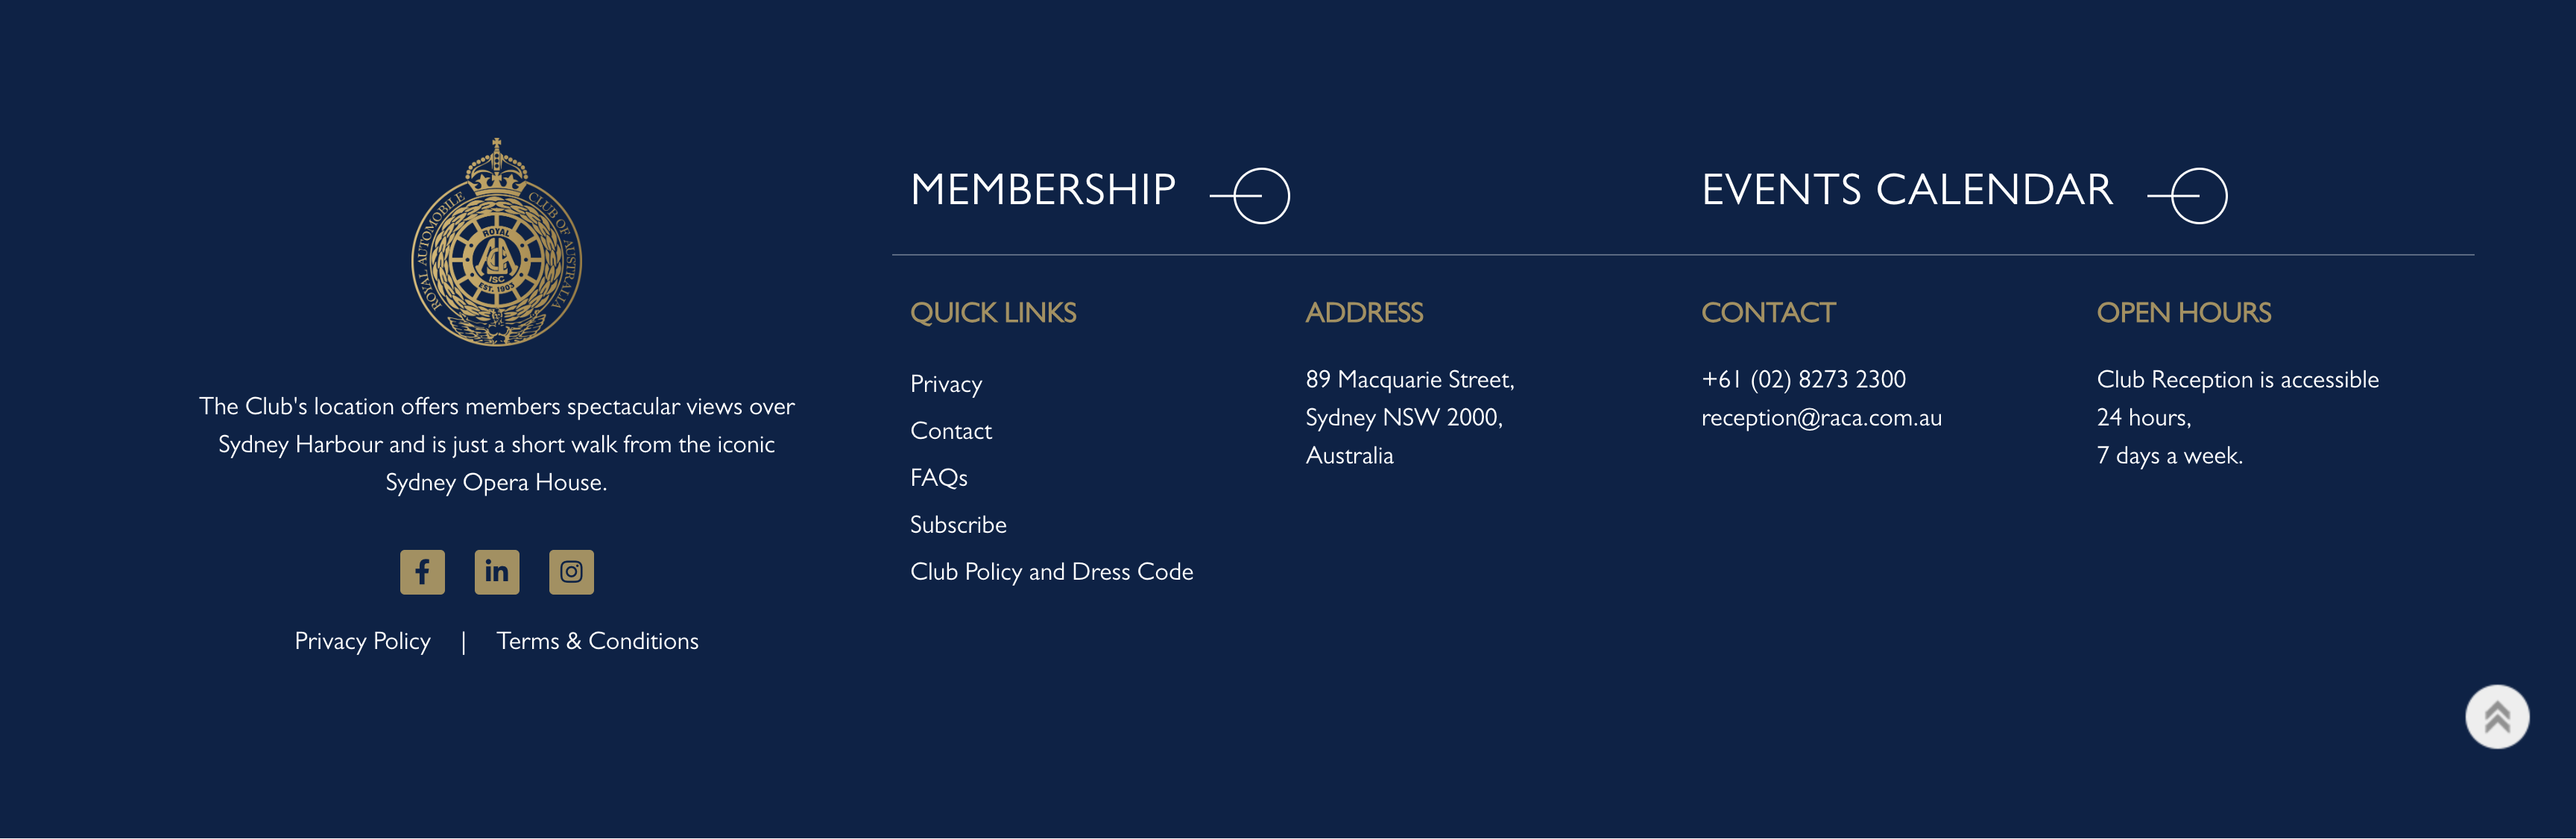 ROYAL AUTOMOBILE CLUB OF AUSTRALIA
ROYAL
ACA
ISC
EST. 1903
The Club's location offers members spectacular views over
Sydney Harbour and is just a short walk from the iconic
Sydney Opera House.
f
in
Privacy Policy | Terms & Conditions
MEMBERSHIP
EVENTS CALENDAR
QUICK LINKS
Privacy
Contact
FAQs
Subscribe
Club Policy and Dress Code
ADDRESS
89 Macquarie Street,
Sydney NSW 2000,
Australia
CONTACT
+61 (02) 8273 2300
reception@raca.com.au
OPEN HOURS
Club Reception is accessible
24 hours,
7 days a week.